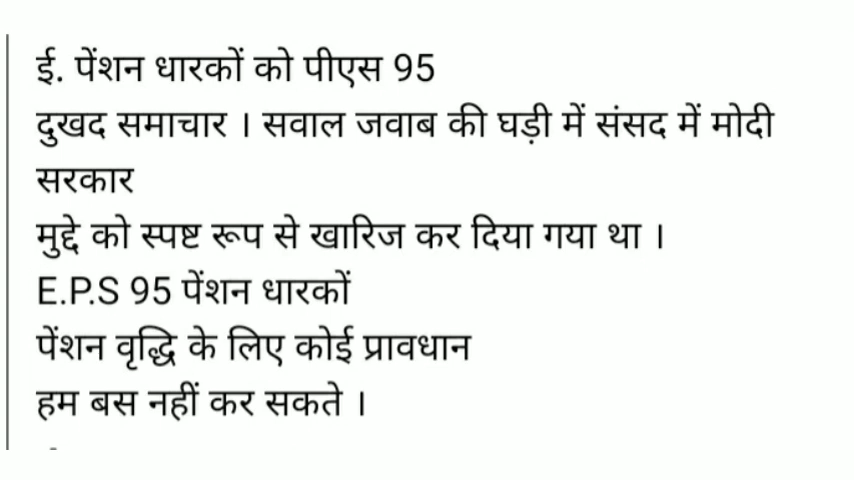 ई. पेंशन धारकों को पीएस 95
दुखद समाचार । सवाल जवाब की घड़ी में संसद में मोदी
सरकार
मुद्दे को स्पष्ट रूप से खारिज कर दिया गया था ।
E.P.S 95 पेंशन धारकों
पेंशन वृद्धि के लिए कोई प्रावधान
हम बस नहीं कर सकते ।